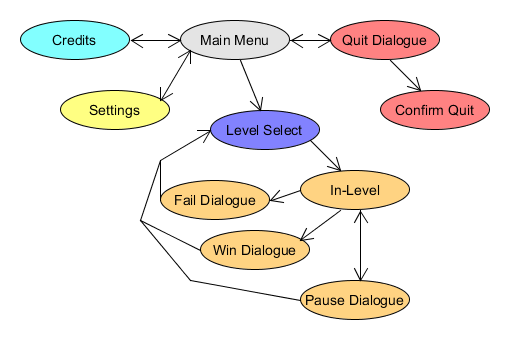 Credits
Main Menu
Quit Dialogue
Settings
Confirm Quit
Level Select
In-Level
Fail Dialogue
Win Dialogue
Pause Dialogue